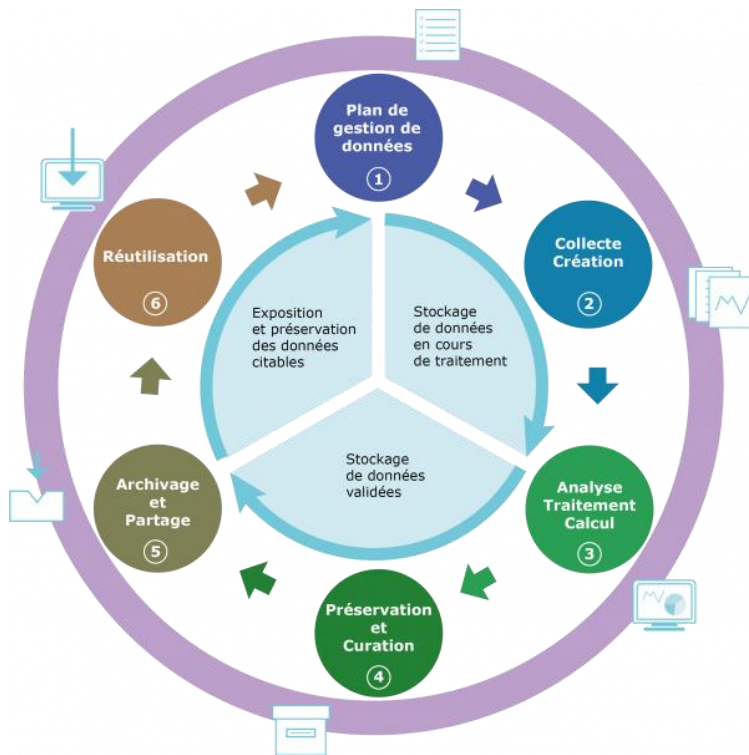 Plan de
gestion de
données
1
Collecte
Création
2
Analyse
Traitement
Calcul
3
Préservation
et
Curation
4
Archivage
et
Partage
5
Réutilisation
6
Exposition
et préservation
des données
citables
Stockage
de données
en cours
de traitement
Stockage
de données
validées